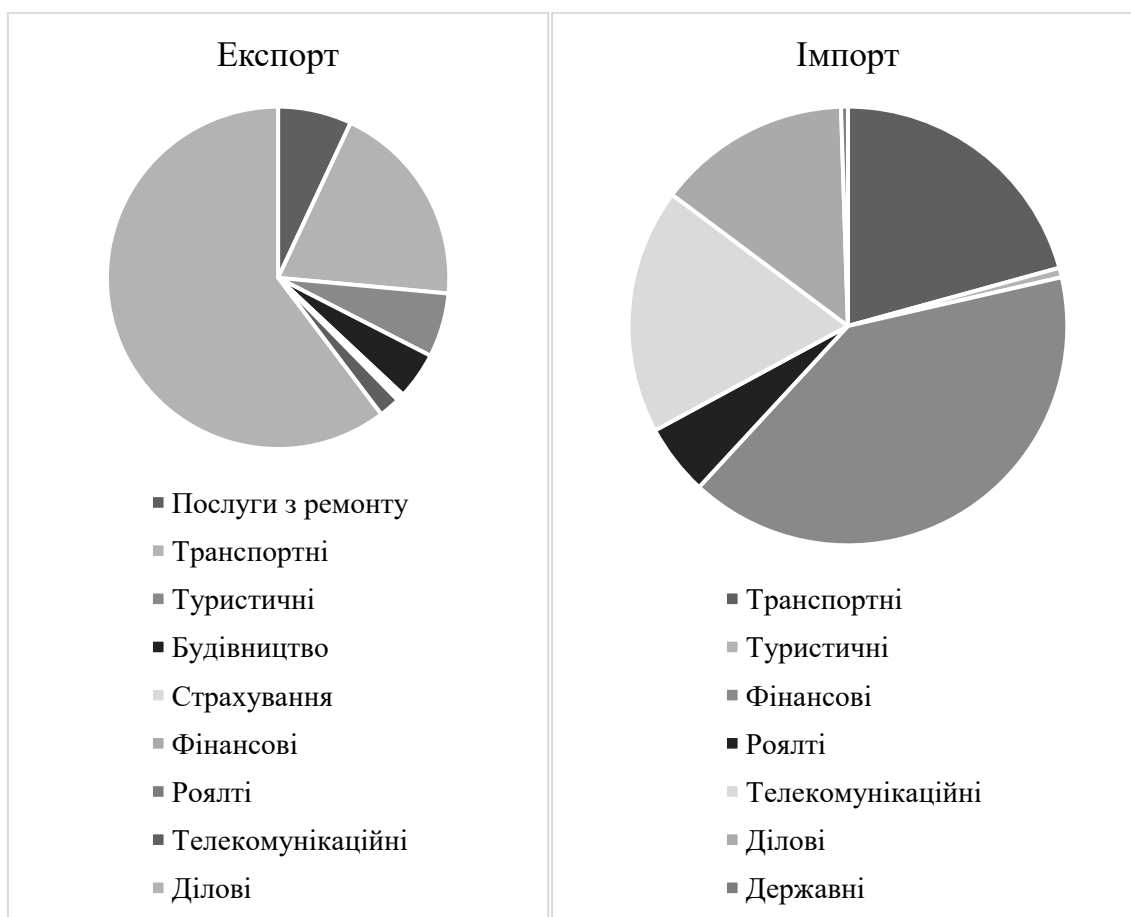 Експорт
Послуги з ремонту
Транспортні
Туристичні
Будівництво
Страхування
Фінансові
Роялті
Телекомунікаційні
Ділові
Імпорт
Транспортні
Туристичні
Фінансові
Роялті
Телекомунікаційні
Ділові
Державні